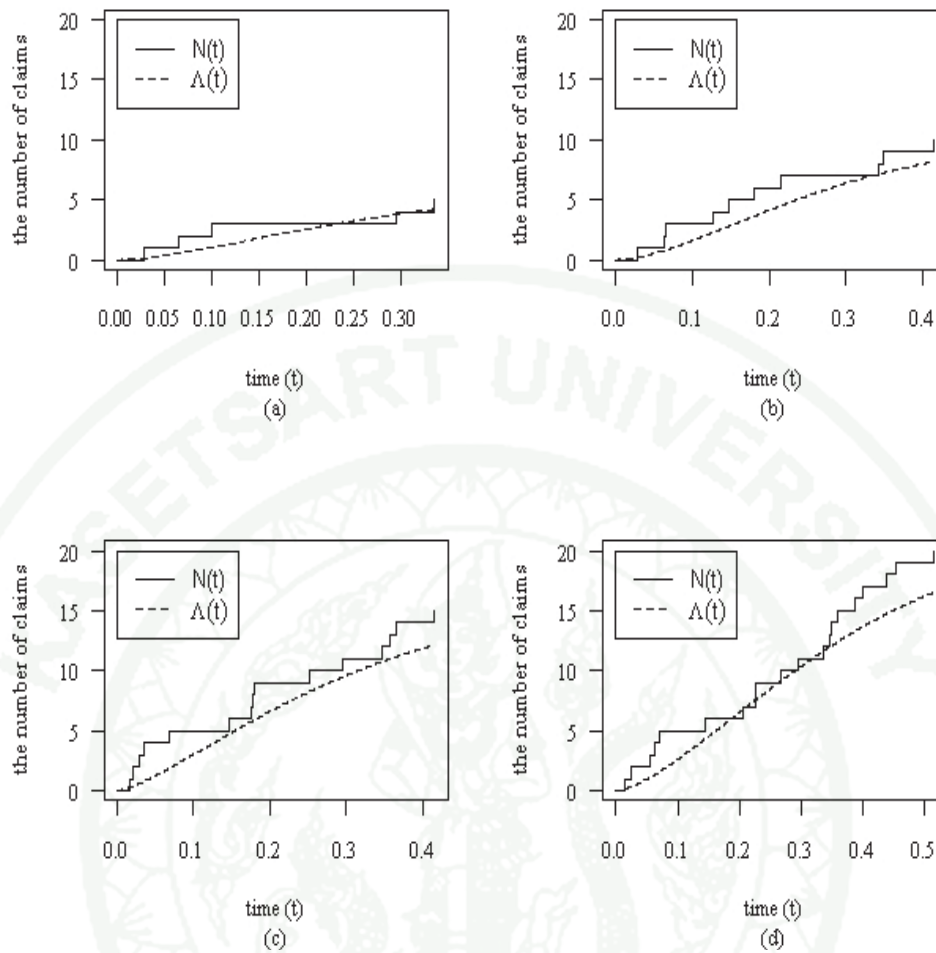 20
15
10
5
0
the number of claims
N(t)
Λ(t)
0.00 0.05 0.10 0.15 0.20 0.25 0.30
time (t)
(a)
20
15
10
5
0
the number of claims
N(t)
Λ(t)
0.0 0.1 0.2 0.3 0.4
time (t)
(b)
KASETSART UNIVERSITY
20
15
10
5
0
the number of claims
N(t)
Λ(t)
0.0 0.1 0.2 0.3 0.4
time (t)
(c)
20
15
10
5
0
the number of claims
N(t)
Λ(t)
0.0 0.1 0.2 0.3 0.4 0.5
time (t)
(d)